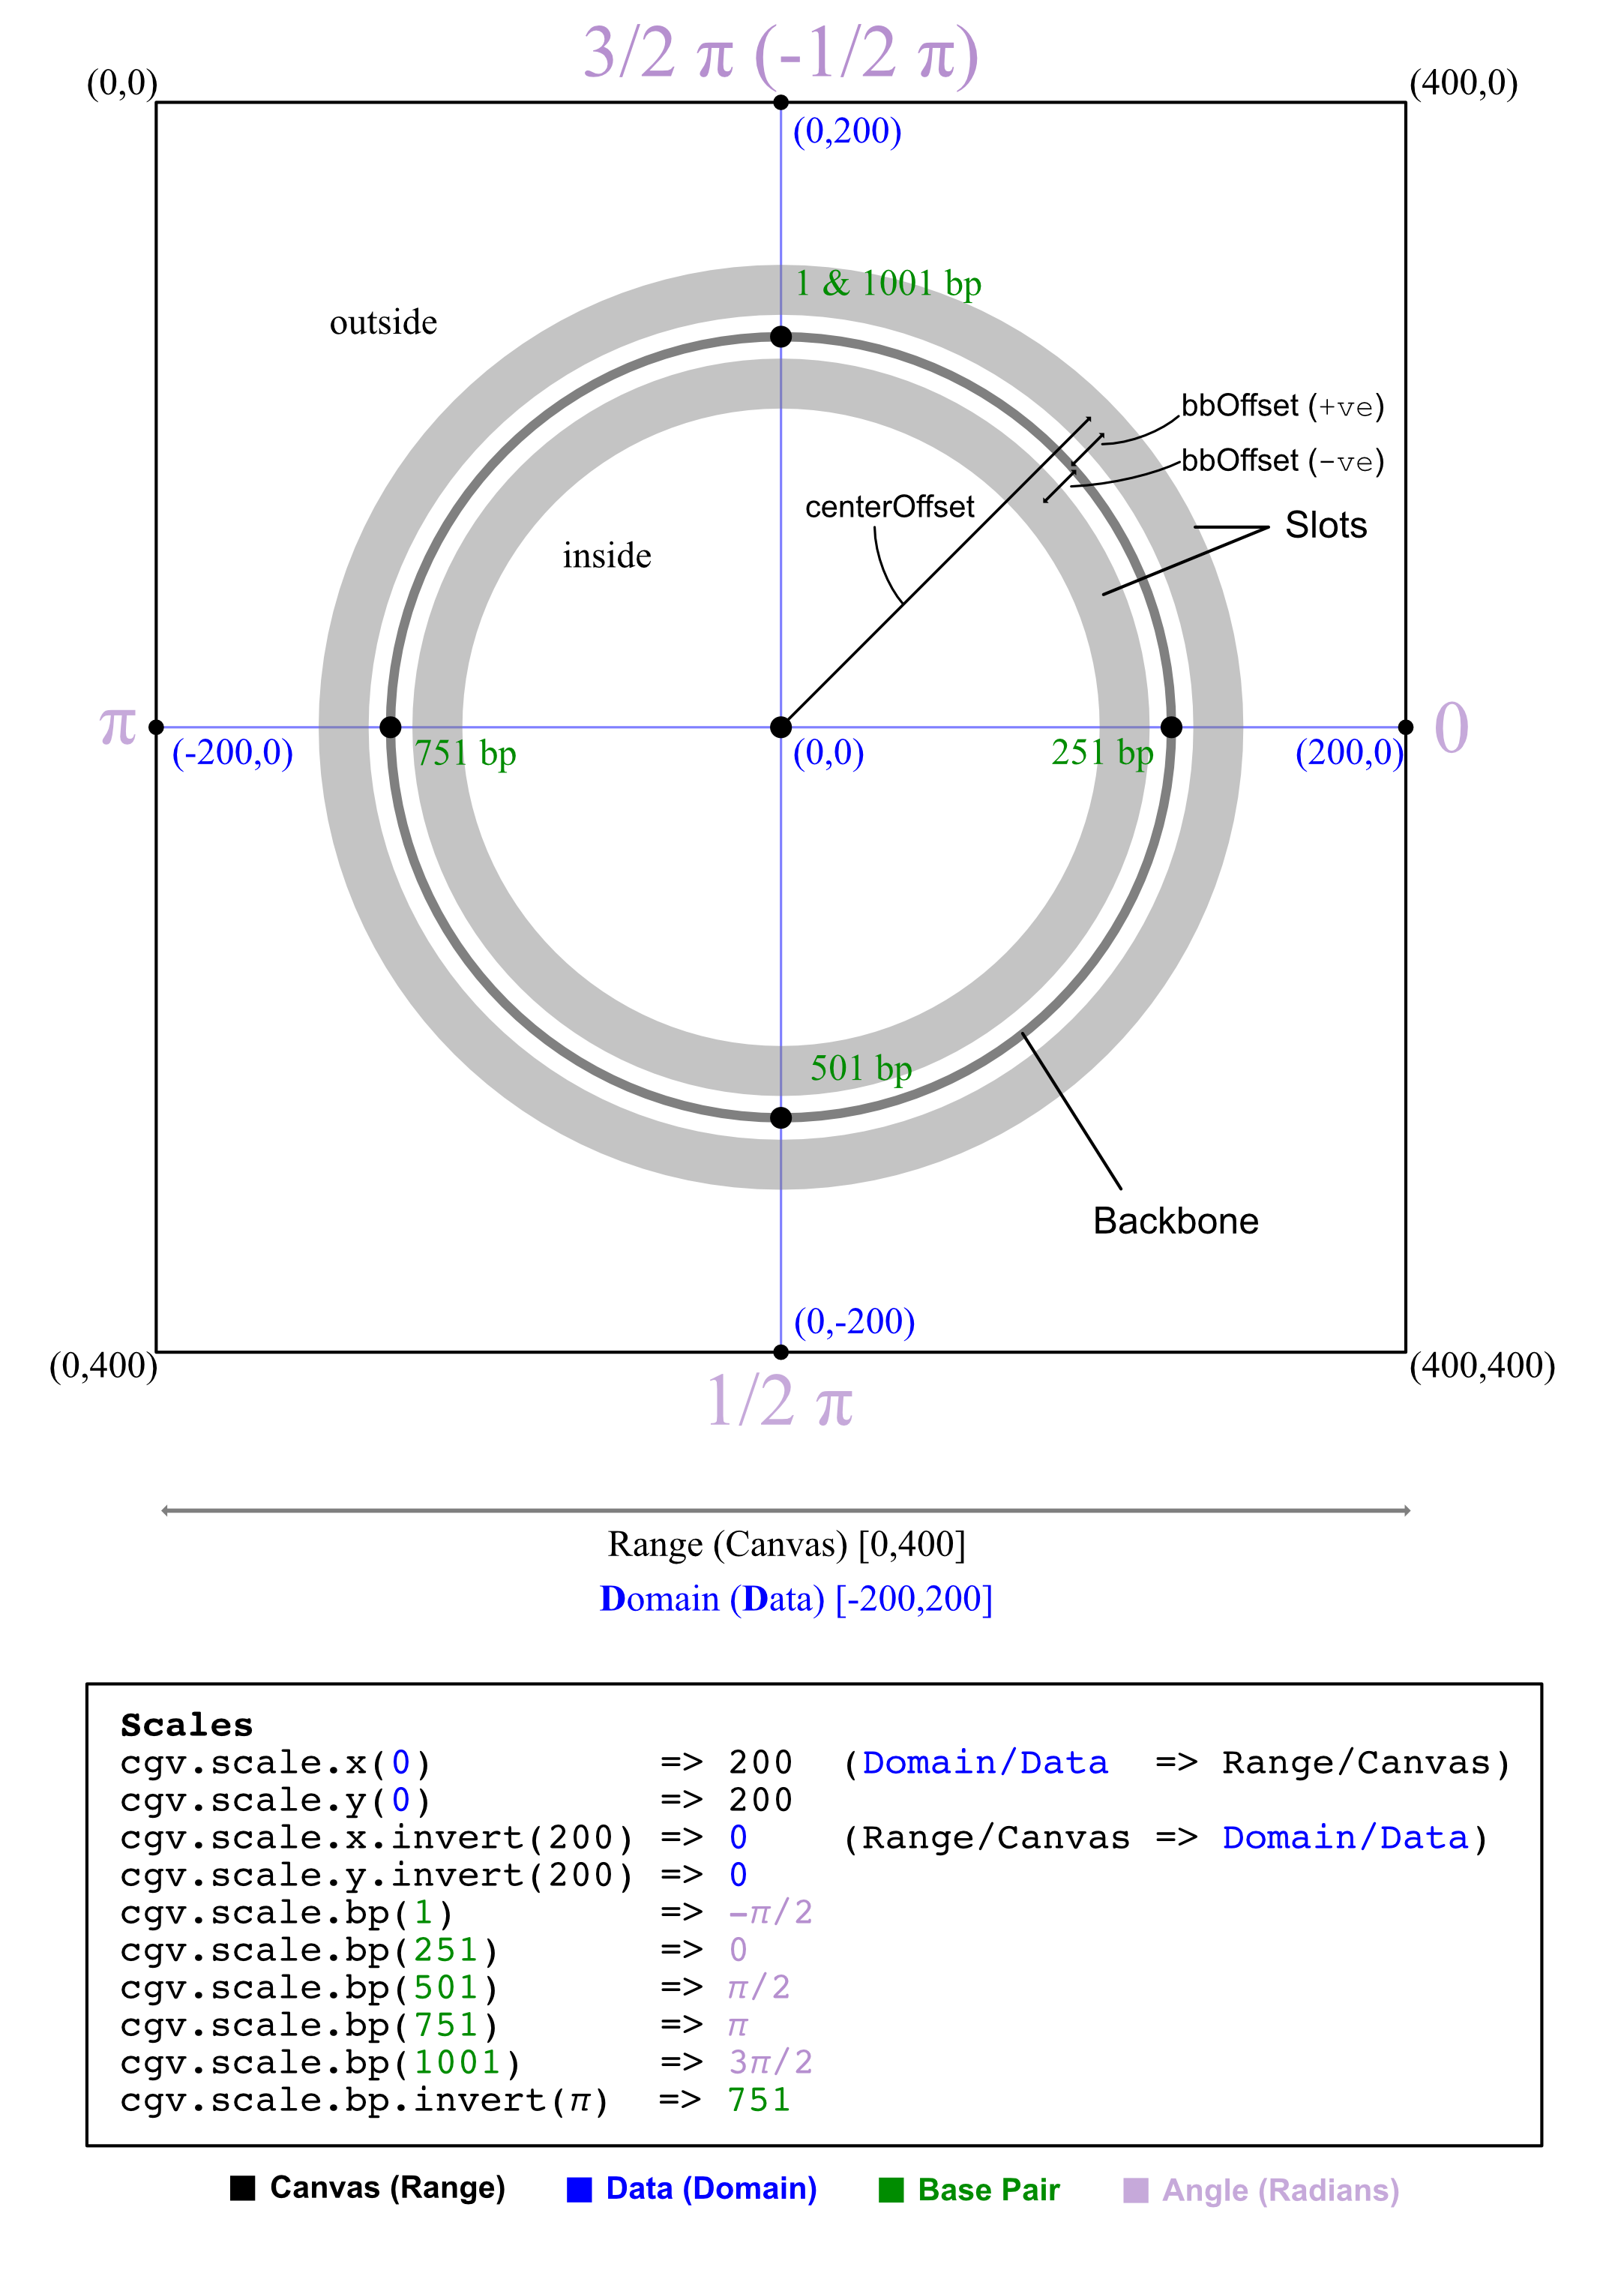 3/2 π (-1/2 π)
(0,0)
(400,0)
(0,200)
1 & 1001 bp
outside
bbOffset (+ve)
bbOffset (-ve)
centerOffset
Slots
inside
π
0
(-200,0)
751 bp
(0,0)
251 bp
(200,0)
501 bp
Backbone
(0,-200)
(0,400)
(400,400)
1/2 π
Range (Canvas) [0,400]
Domain (Data) [-200,200]
Scales
cgv.scale.x(0) => 200 (Domain/Data => Range/Canvas)
cgv.scale.y(0) => 200
cgv.scale.x.invert(200) => 0 (Range/Canvas => Domain/Data)
cgv.scale.y.invert(200) => 0
cgv.scale.bp(1) => -π/2
cgv.scale.bp(251) => 0
cgv.scale.bp(501) => π/2
cgv.scale.bp(751) => π
cgv.scale.bp(1001) => 3π/2
cgv.scale.bp.invert(π) => 751
Canvas (Range) Data (Domain) Base Pair Angle (Radians)